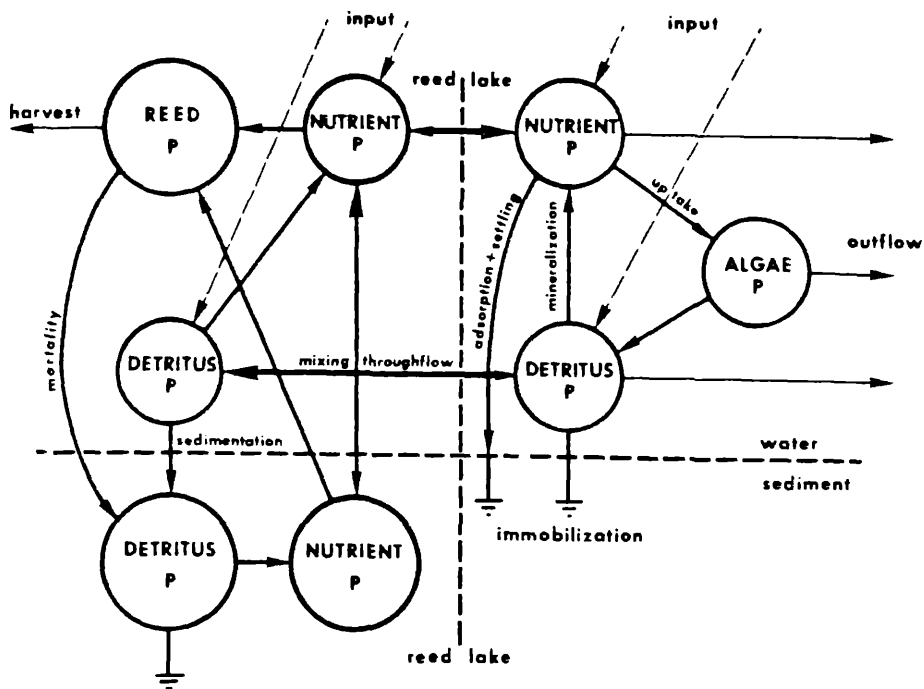 input
input
reed lake
harvest
REED
P
NUTRIENT
P
NUTRIENT
P
up take
adsorption + settling
mineralization
ALGAE
P
outflow
mortality
DETRITUS
P
mixing throughflow
DETRITUS
P
sedimentation
water
sediment
DETRITUS
P
NUTRIENT
P
immobilization
reed lake